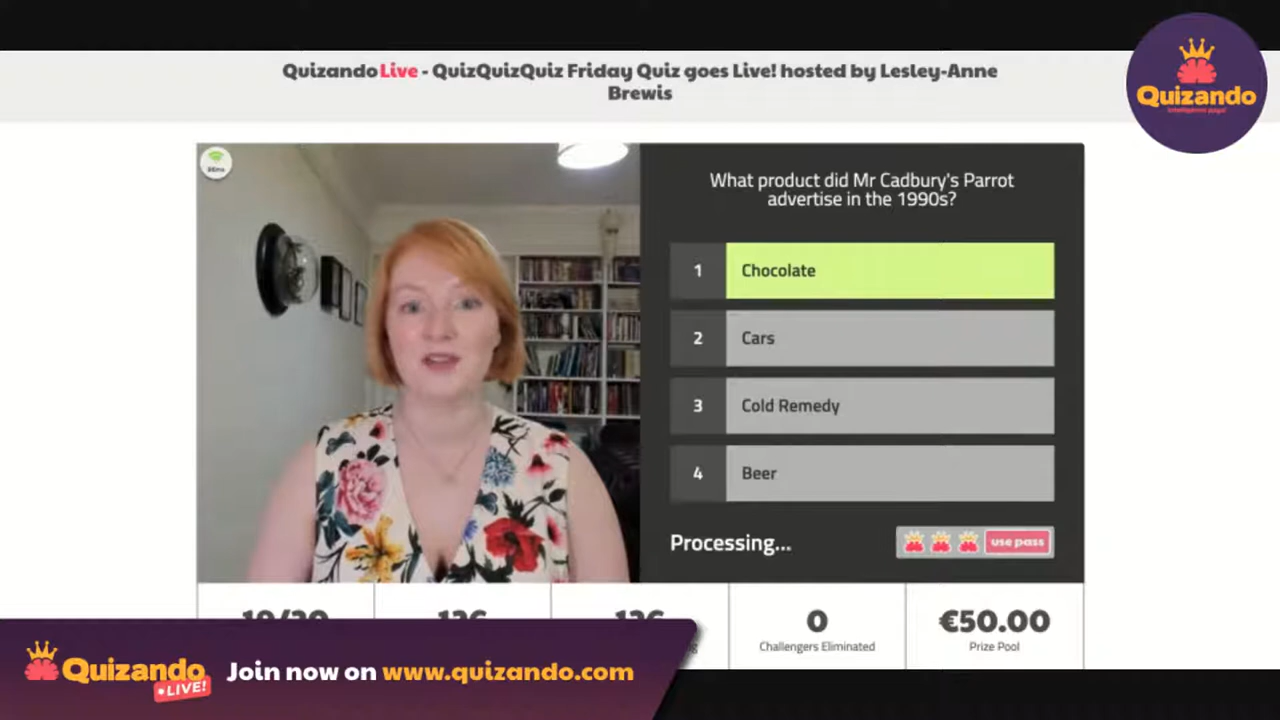 Quizando Live - QuizQuizQuiz Friday Quiz goes Live! hosted by Lesley-Anne
Brewis
Quizando
What product did Mr Cadbury's Parrot
advertise in the 1990s?
1 Chocolate
2 Cars
3 Cold Remedy
4 Beer
Processing...
use pass
0
€50.00
Challengers Eliminated
Prize Pool
Quizando
LIVE!
Join now on www.quizando.com